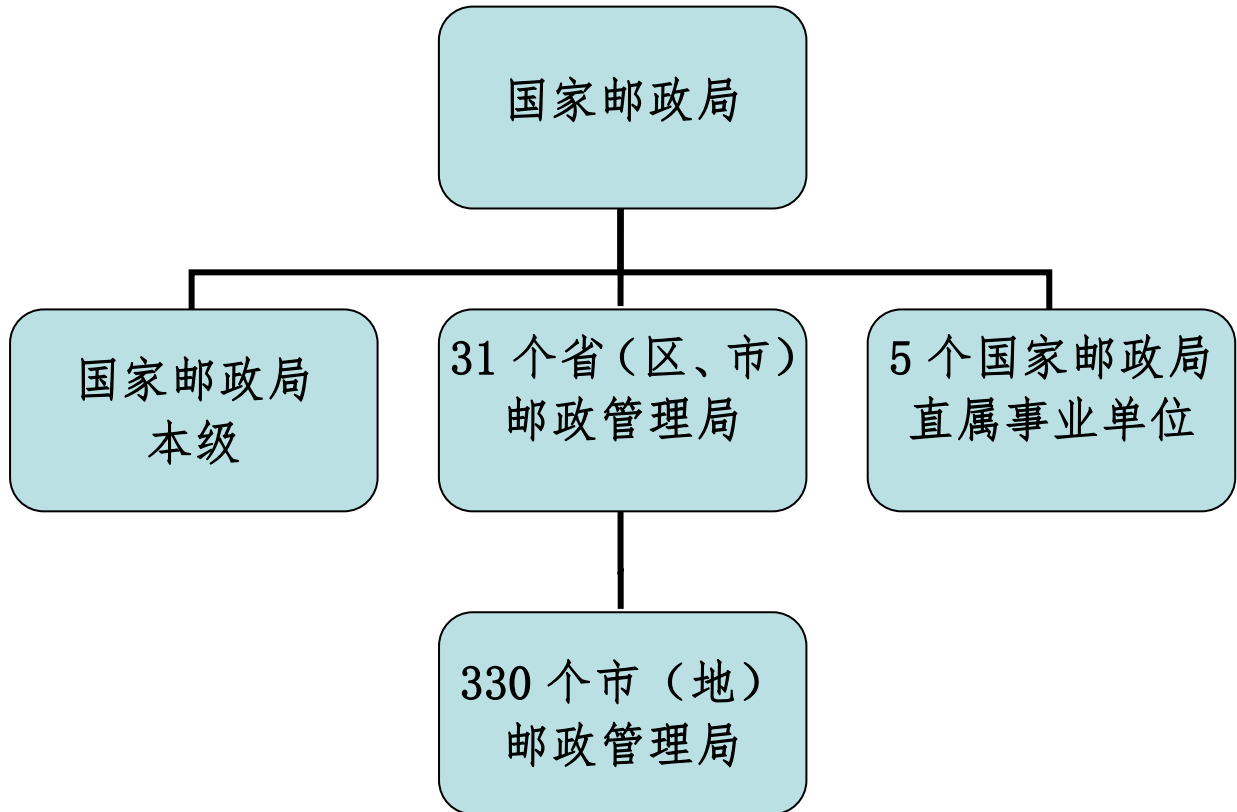 国家邮政局
国家邮政局
本级
31 个省（区、市）
邮政管理局
5 个国家邮政局
直属事业单位
330 个市（地）
邮政管理局